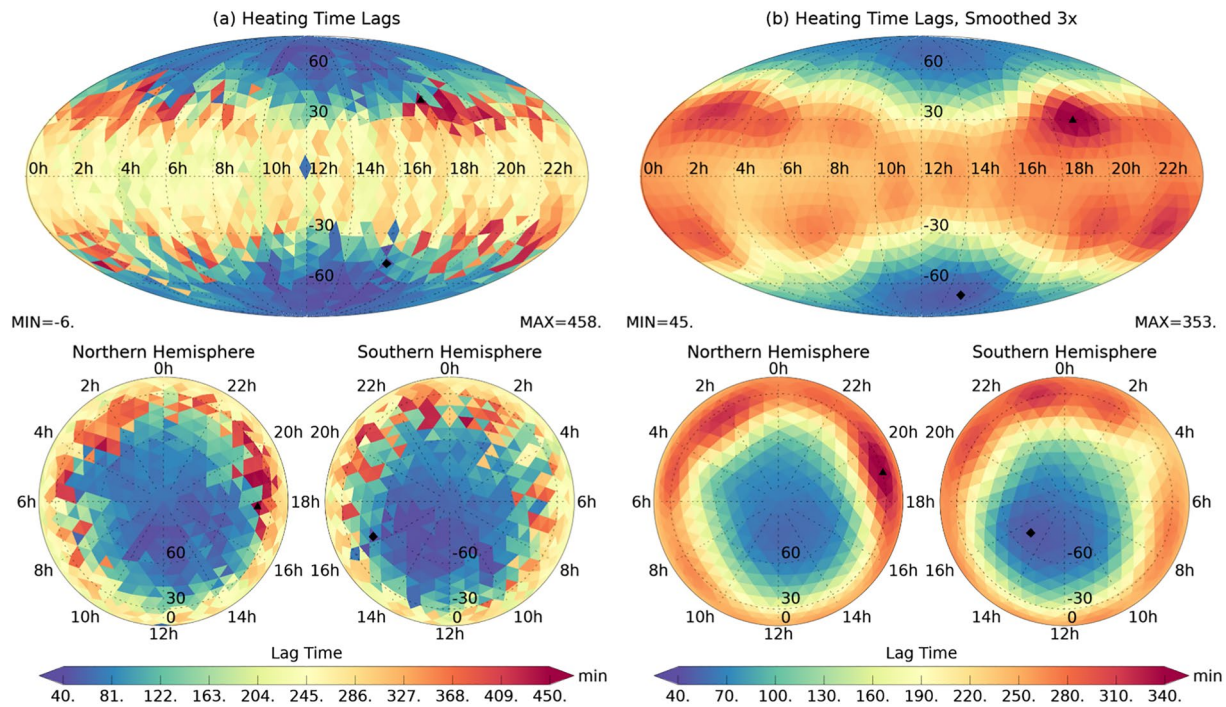 (a) Heating Time Lags
60
30
0h 2h 4h 6h 8h 10h 12h 14h 16h 18h 20h 22h
-30
-60
MIN=-6. MAX=458.
Northern Hemisphere
0h
2h 22h
4h 20h
6h 18h
60
8h 16h
30
10h 0 14h
12h
Southern Hemisphere
0h
22h 2h
20h 4h
18h 6h
-60
16h 8h
-30
14h 0 10h
12h
Lag Time
min
40. 81. 122. 163. 204. 245. 286. 327. 368. 409. 450.
(b) Heating Time Lags, Smoothed 3x
60
30
0h 2h 4h 6h 8h 10h 12h 14h 16h 18h 20h 22h
-30
-60
MIN=45. MAX=353.
Northern Hemisphere
0h
2h 22h
4h 20h
6h 18h
60
8h 16h
30
10h 0 14h
12h
Southern Hemisphere
0h
22h 2h
20h 4h
18h 6h
-60
16h 8h
-30
14h 0 10h
12h
Lag Time
min
40. 70. 100. 130. 160. 190. 220. 250. 280. 310. 340.